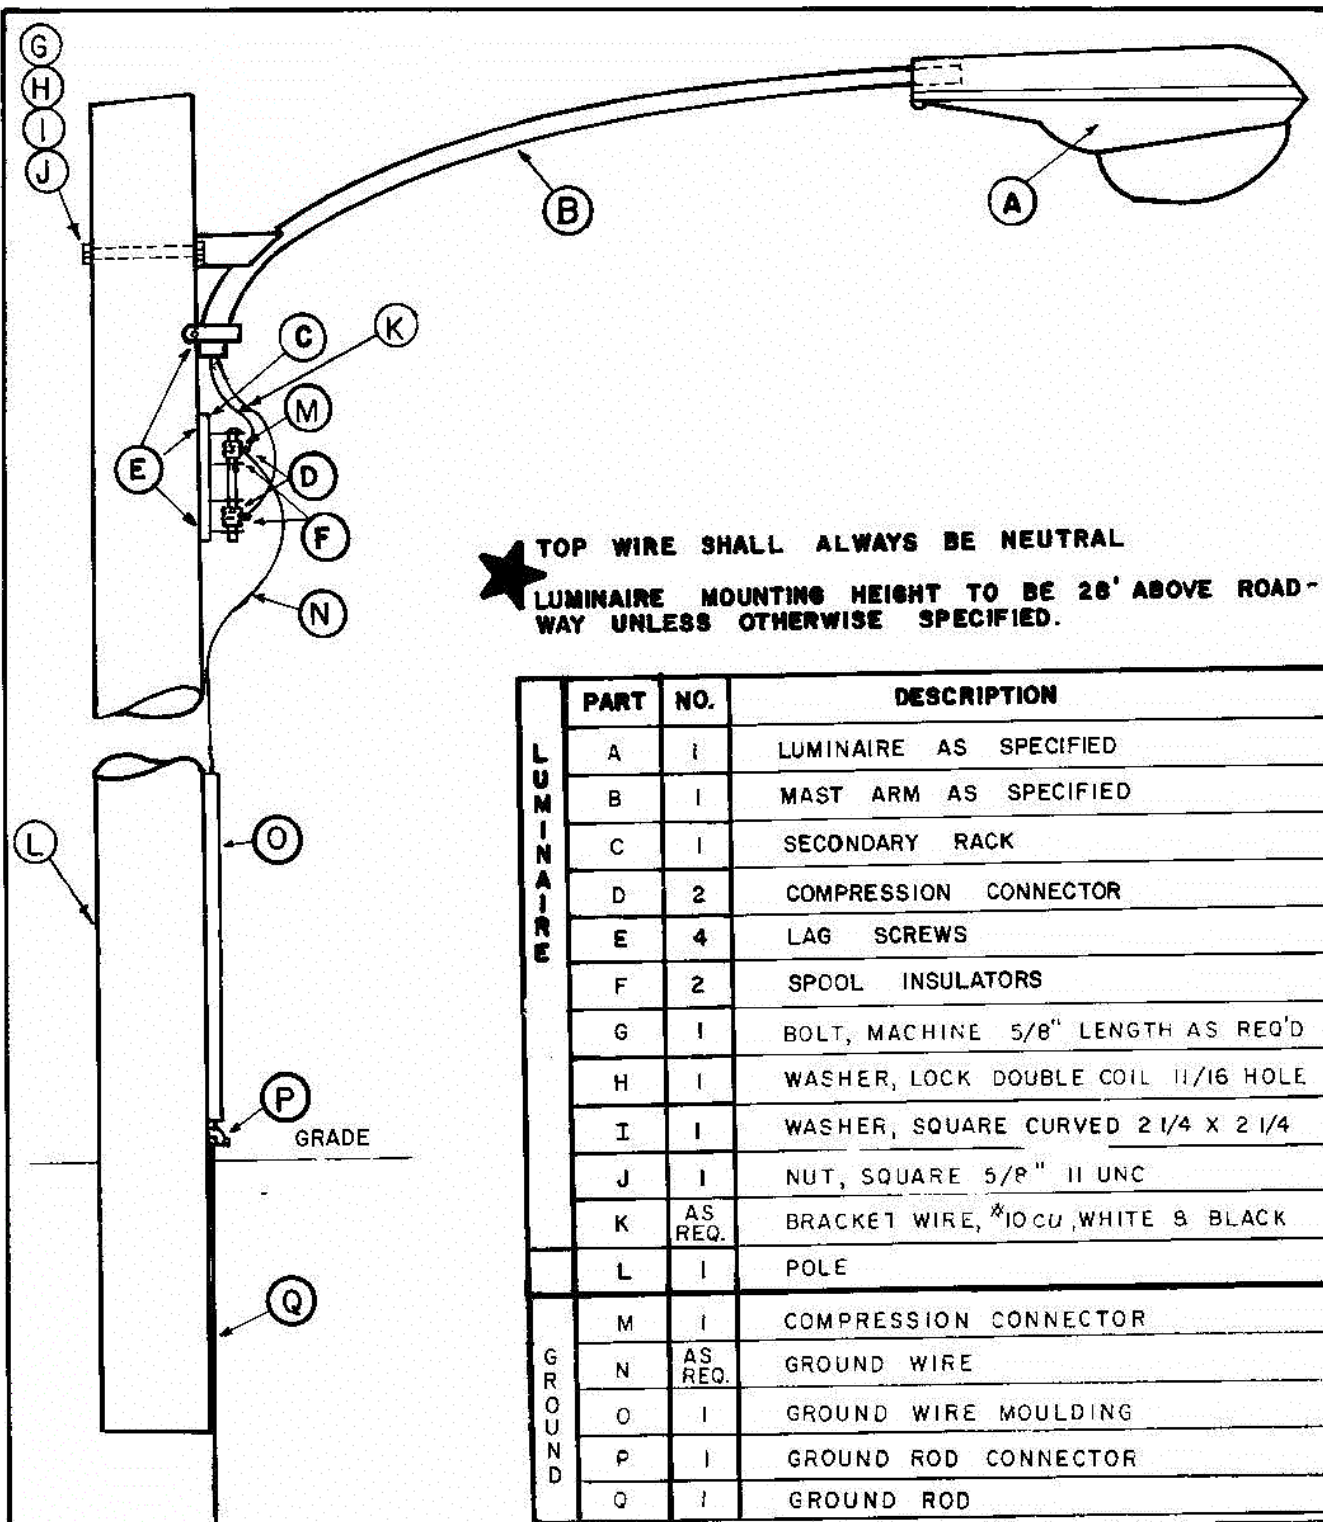 G
H
I
J
B
A
C
K
M
E
D
F
N
★ TOP WIRE SHALL ALWAYS BE NEUTRAL
LUMINAIRE MOUNTING HEIGHT TO BE 28' ABOVE ROAD-
WAY UNLESS OTHERWISE SPECIFIED.
L
O
P
GRADE
Q
PART NO. DESCRIPTION
LUMINAIRE
A 1 LUMINAIRE AS SPECIFIED
B 1 MAST ARM AS SPECIFIED
C 1 SECONDARY RACK
D 2 COMPRESSION CONNECTOR
E 4 LAG SCREWS
F 2 SPOOL INSULATORS
G 1 BOLT, MACHINE 5/8" LENGTH AS REQ'D
H 1 WASHER, LOCK DOUBLE COIL 11/16 HOLE
I 1 WASHER, SQUARE CURVED 2 1/4 X 2 1/4
J 1 NUT, SQUARE 5/8" 11 UNC
K AS REQ. BRACKET WIRE, #10 CU, WHITE & BLACK
L 1 POLE
GROUND
M 1 COMPRESSION CONNECTOR
N AS REQ. GROUND WIRE
O 1 GROUND WIRE MOULDING
P 1 GROUND ROD CONNECTOR
Q 1 GROUND ROD